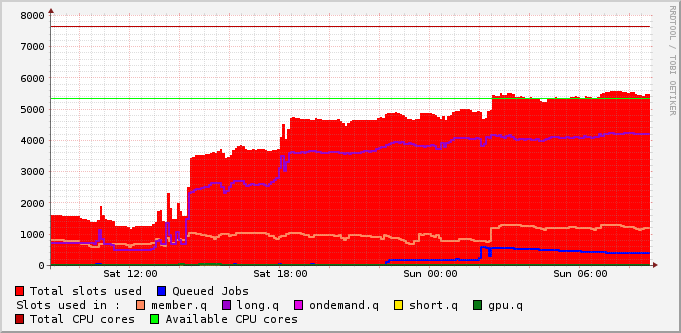 RRDTOOL / TOBI OETIKER
8000
7000
6000
5000
4000
3000
2000
1000
0
Sat 12:00 Sat 18:00 Sun 00:00 Sun 06:00
Total slots used Queued Jobs
Slots used in : member.q long.q ondemand.q short.q gpu.q
Total CPU cores Available CPU cores